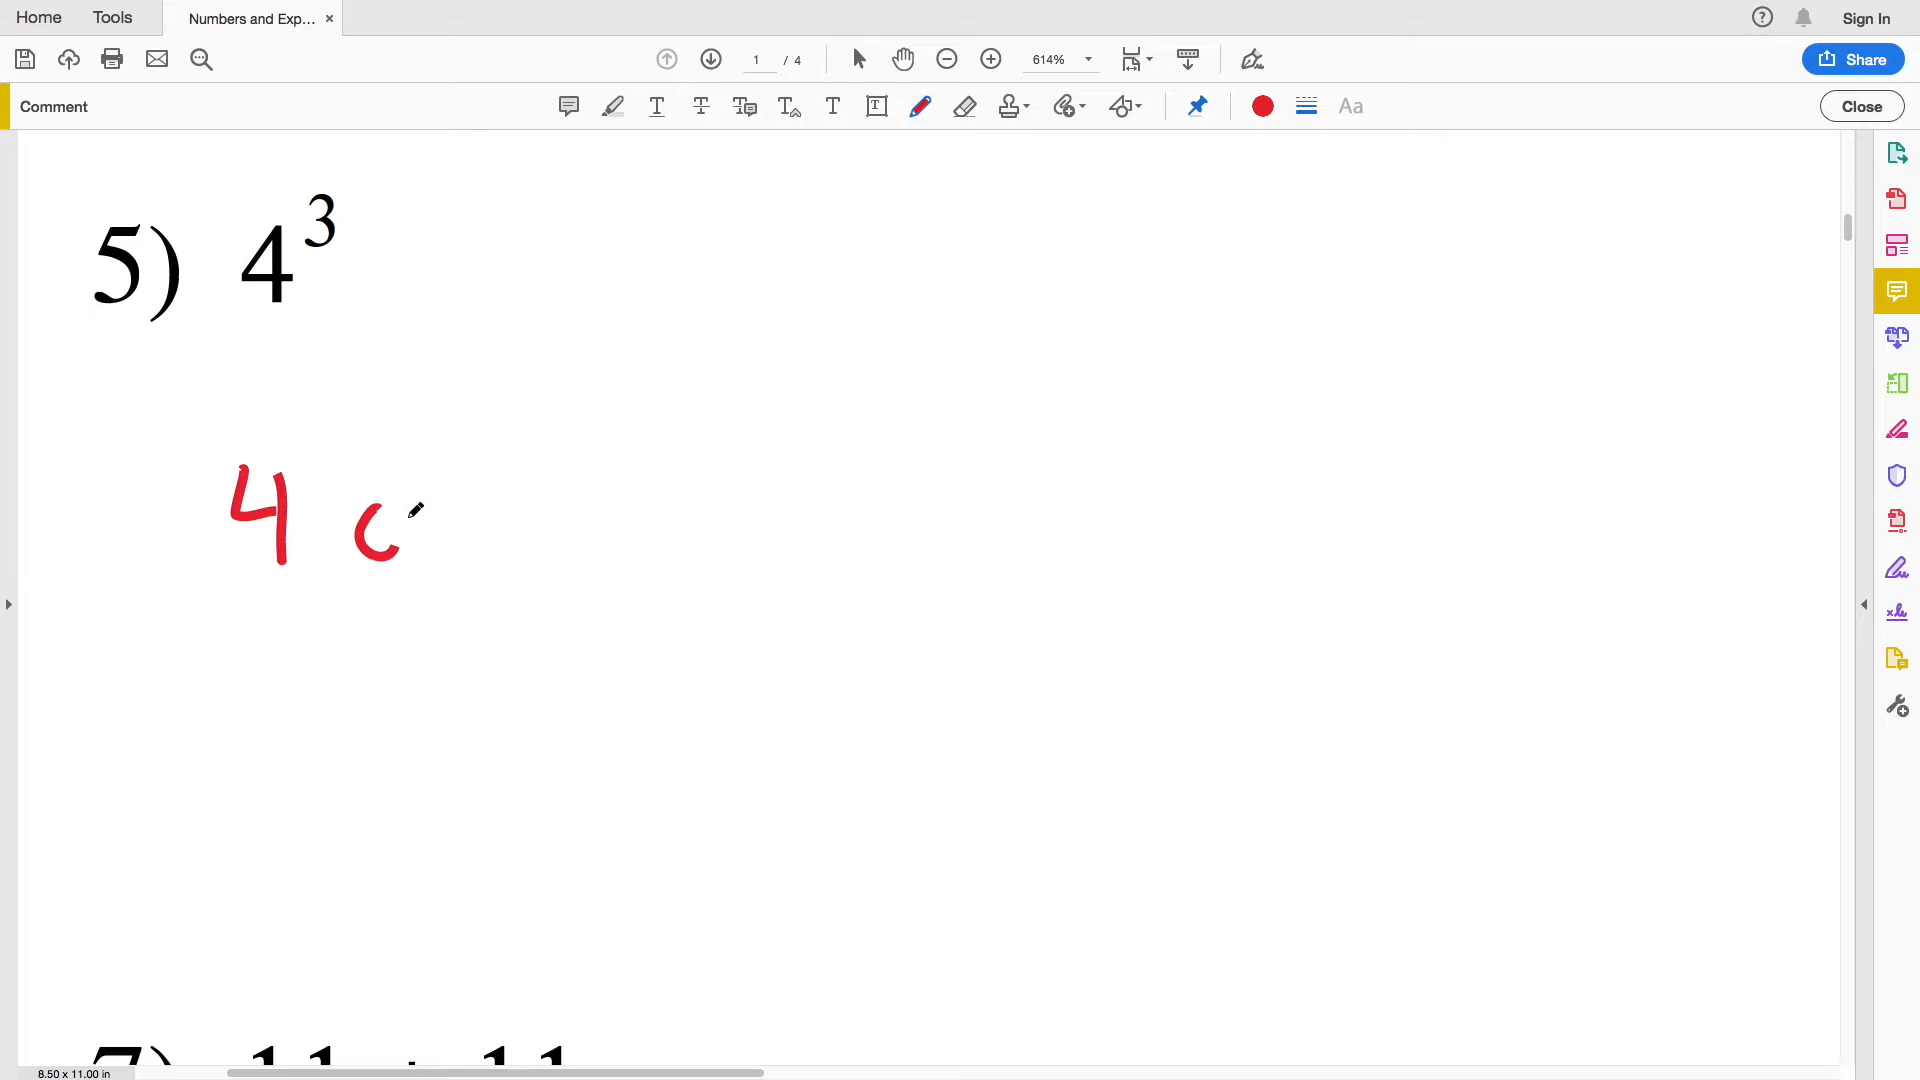 Home Tools Numbers and Exp... × Sign In
1 / 4 614% Share
Comment Aa Close
5) 4³
4 c
8.50 x 11.00 in